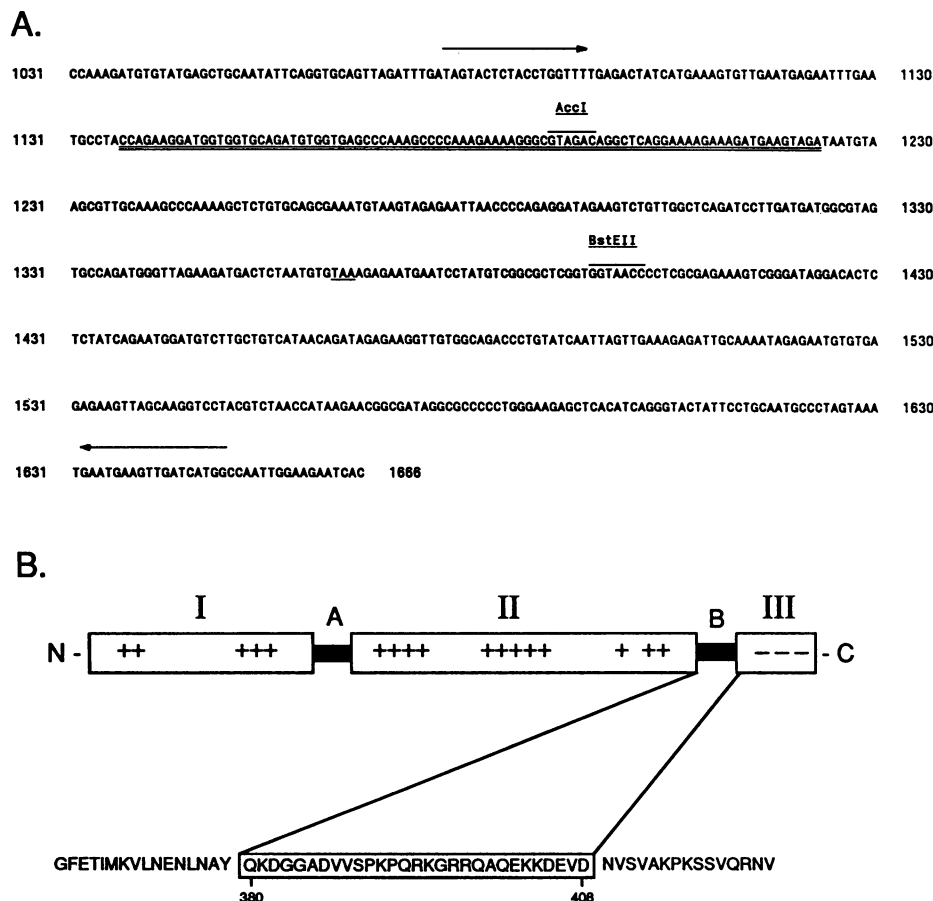 A.
1031 CCAAAGATGTGTATGAGCTGCAATATTCAGGTGCAGTTAGATTTGATAGTACTCTACCTGGTTTTGAGACTATCATGAAAGTGTTGAATGAGAATTTGAA 1130
AccI
1131 TGCCTACCAGAAGGATGGTGGTGCAGATGTGGTGAGCCCAAAGCCCCAAAGAAAAGGGCGTAGACAGGCTCAGGAAAAGAAAGATGAAGTAGATAATGTA 1230
1231 AGCGTTGCAAAGCCCAAAAGCTCTGTGCAGCGAAATGTAAGTAGAGAATTAACCCCAGAGGATAGAAGTCTGTTGGCTCAGATCCTTGATGATGGCGTAG 1330
BstEII
1331 TGCCAGATGGGTTAGAAGATGACTCTAATGTGTAAAGAGAATGAATCCTATGTCGGCGCTCGGTGGTAACCCCTCGCGAGAAAGTCGGGATAGGACACTC 1430
1431 TCTATCAGAATGGATGTCTTGCTGTCATAACAGATAGAGAAGGTTGTGGCAGACCCTGTATCAATTAGTTGAAAGAGATTGCAAAATAGAGAATGTGTGA 1530
1531 GAGAAGTTAGCAAGGTCCTACGTCTAACCATAAGAACGGCGATAGGCGCCCCCTGGGAAGAGCTCACATCAGGGTACTATTCCTGCAATGCCCTAGTAAA 1630
1631 TGAATGAAGTTGATCATGGCCAATTGGAAGAATCAC 1666
B.
I A II B III
N - ++ +++ ++++ +++++ + ++ −−− - C
GFETIMKVLNENLNAY QKDGGADVVSPKPQRKGRRQAQEKKDEVD NVSVAKPKSSVQRNV
380 408